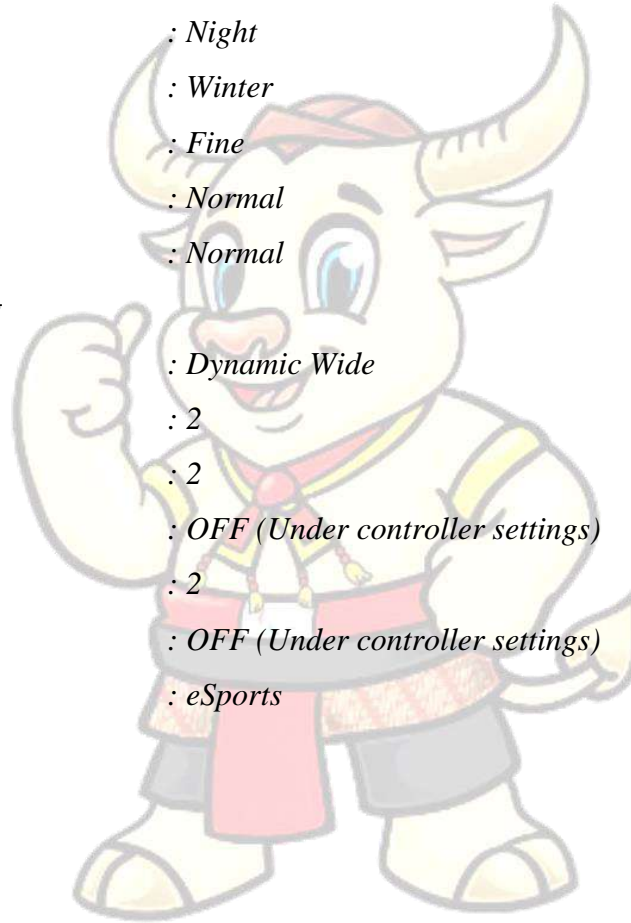 : Night
: Winter
: Fine
: Normal
: Normal
: Dynamic Wide
: 2
: 2
: OFF (Under controller settings)
: 2
: OFF (Under controller settings)
: eSports